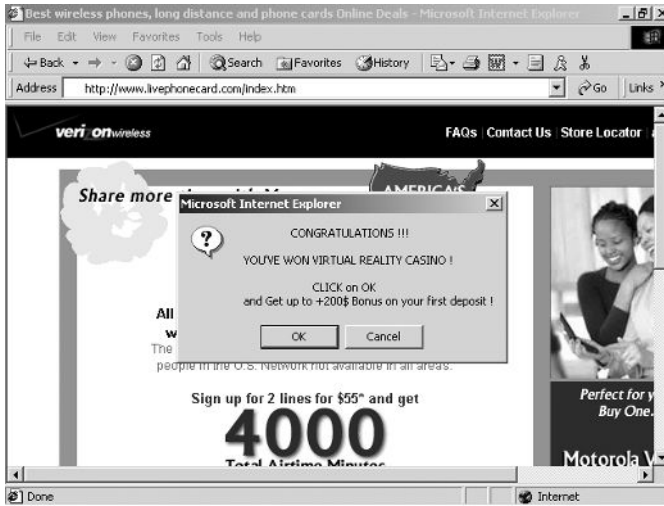 Best wireless phones, long distance and phone cards Online Deals - Microsoft Internet Explorer
File Edit View Favorites Tools Help
Back Search Favorites History
Address http://www.livephonecard.com/index.htm Go Links
verizonwireless FAQs Contact Us Store Locator
Share more
AMERICA'S
Microsoft Internet Explorer
CONGRATULATIONS !!!
YOU'VE WON VIRTUAL REALITY CASINO !
CLICK on OK
and Get up to +200$ Bonus on your first deposit !
OK Cancel
All
w
The
people in the U.S. Network not available in all areas.
Sign up for 2 lines for $55* and get
4000
Total Airtime Minutes
Perfect for y
Buy One.
Motorola V
Done Internet